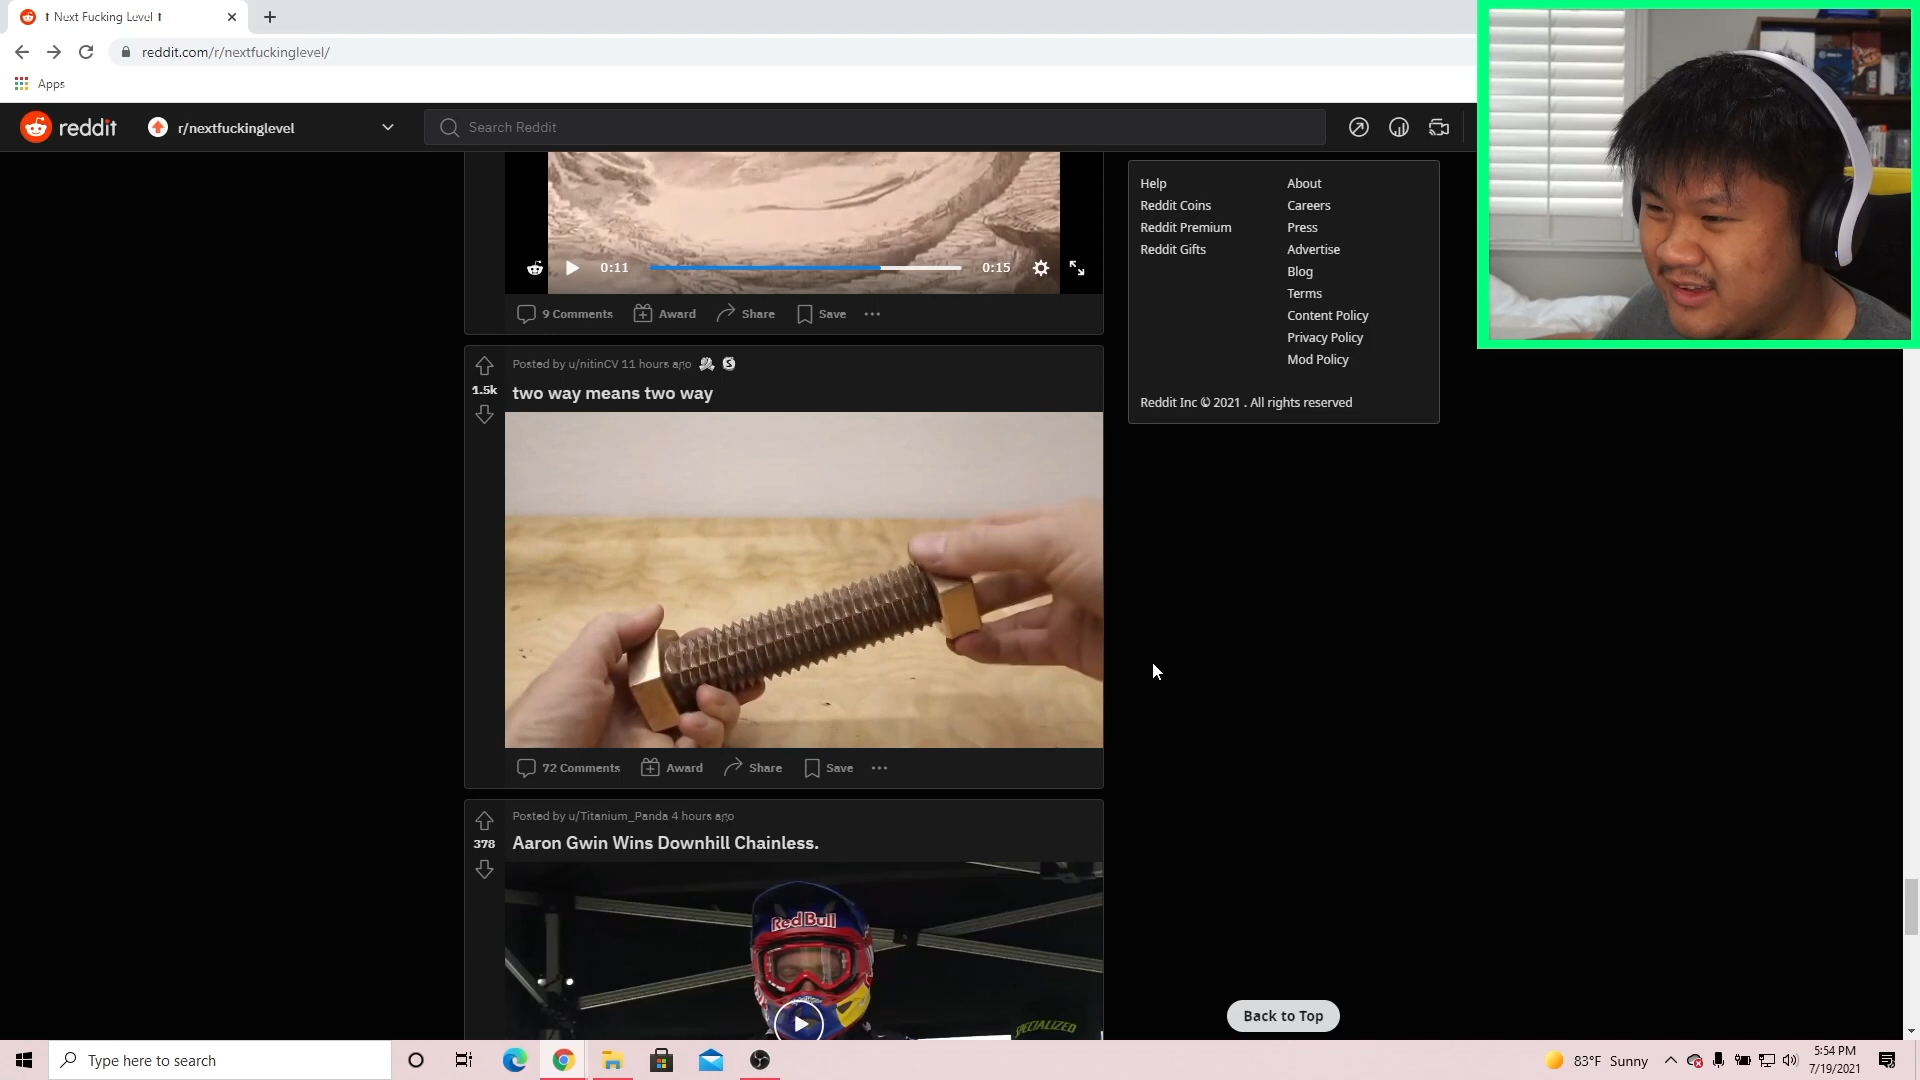 ↑ Next Fucking Level ↑
reddit.com/r/nextfuckinglevel/
Apps
reddit
r/nextfuckinglevel
Search Reddit
0:11
0:15
9 Comments
Award
Share
Save
Help
About
Reddit Coins
Careers
Reddit Premium
Press
Reddit Gifts
Advertise
Blog
Terms
Content Policy
Privacy Policy
Mod Policy
Reddit Inc © 2021 . All rights reserved
Posted by u/nitinCV 11 hours ago
1.5k
two way means two way
72 Comments
Award
Share
Save
Posted by u/Titanium_Panda 4 hours ago
378
Aaron Gwin Wins Downhill Chainless.
Red Bull
SPECIALIZED
Back to Top
Type here to search
83°F Sunny
5:54 PM
7/19/2021